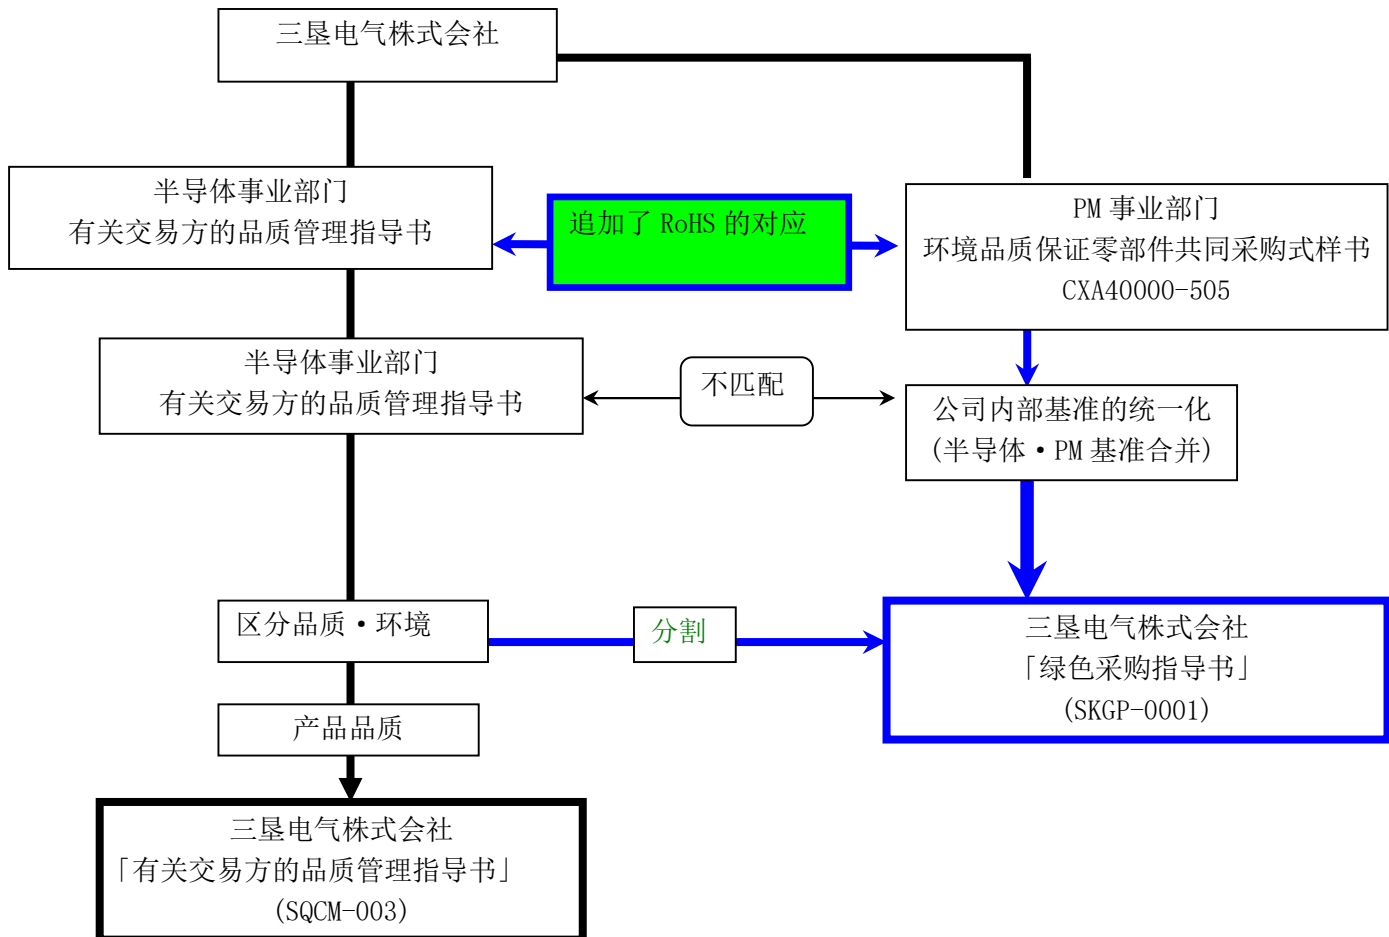 三垦电气株式会社
半导体事业部门
有关交易方的品质管理指导书
追加了 RoHS 的对应
PM 事业部门
环境品质保证零部件共同采购式样书
CXA40000-505
半导体事业部门
有关交易方的品质管理指导书
不匹配
公司内部基准的统一化
(半导体·PM 基准合并)
区分品质·环境
分割
三垦电气株式会社
「绿色采购指导书」
(SKGP-0001)
产品品质
三垦电气株式会社
「有关交易方的品质管理指导书」
(SQCM-003)